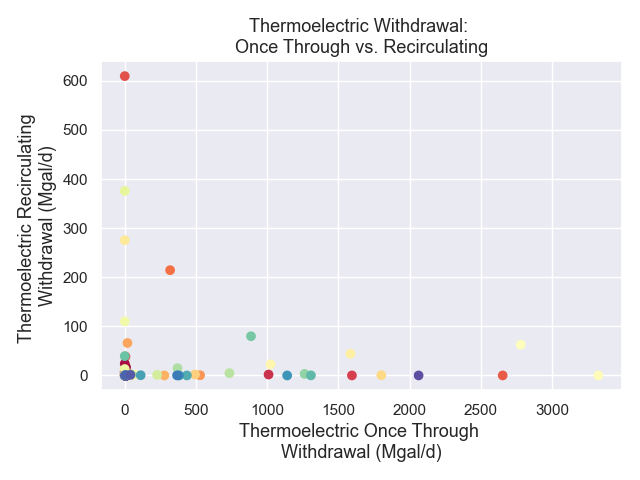 Thermoelectric Withdrawal:
Once Through vs. Recirculating
600
500
400
300
200
100
0
Thermoelectric Recirculating
Withdrawal (Mgal/d)
0 500 1000 1500 2000 2500 3000
Thermoelectric Once Through
Withdrawal (Mgal/d)